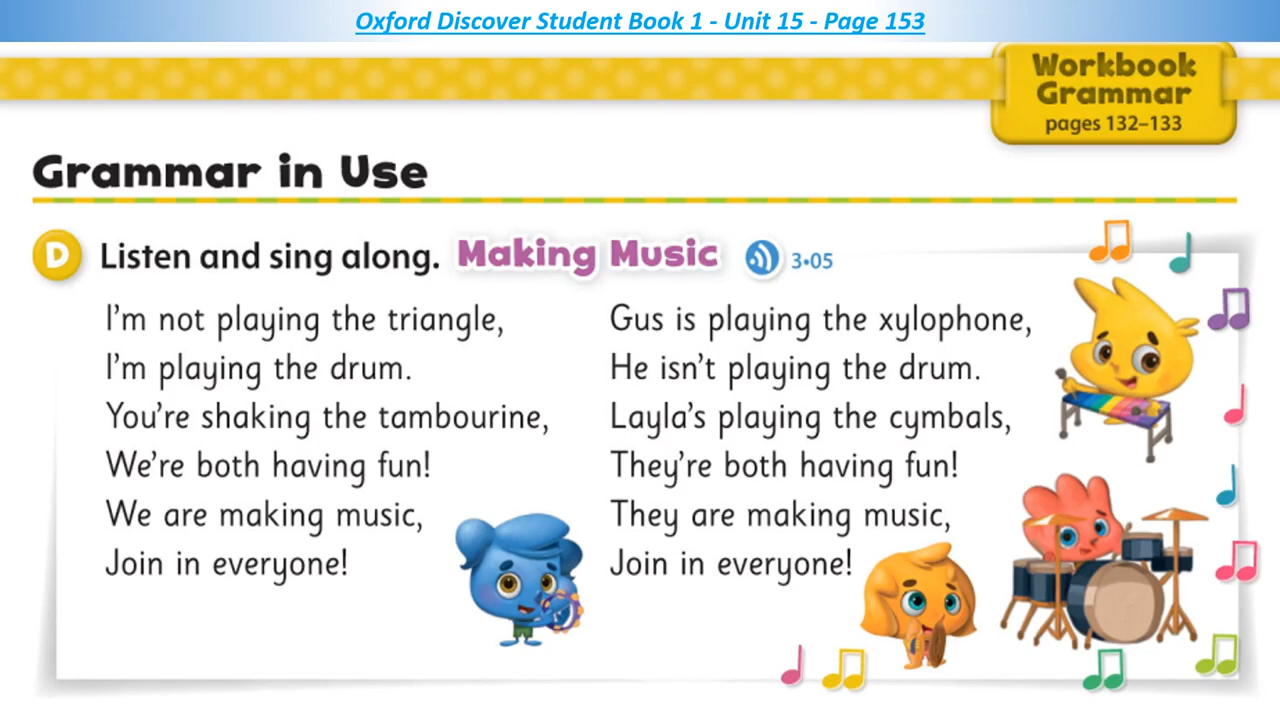 Oxford Discover Student Book 1 - Unit 15 - Page 153
Workbook
Grammar
pages 132–133
Grammar in Use
D Listen and sing along. Making Music 3•05
I'm not playing the triangle,
I'm playing the drum.
You're shaking the tambourine,
We're both having fun!
We are making music,
Join in everyone!
Gus is playing the xylophone,
He isn't playing the drum.
Layla's playing the cymbals,
They're both having fun!
They are making music,
Join in everyone!